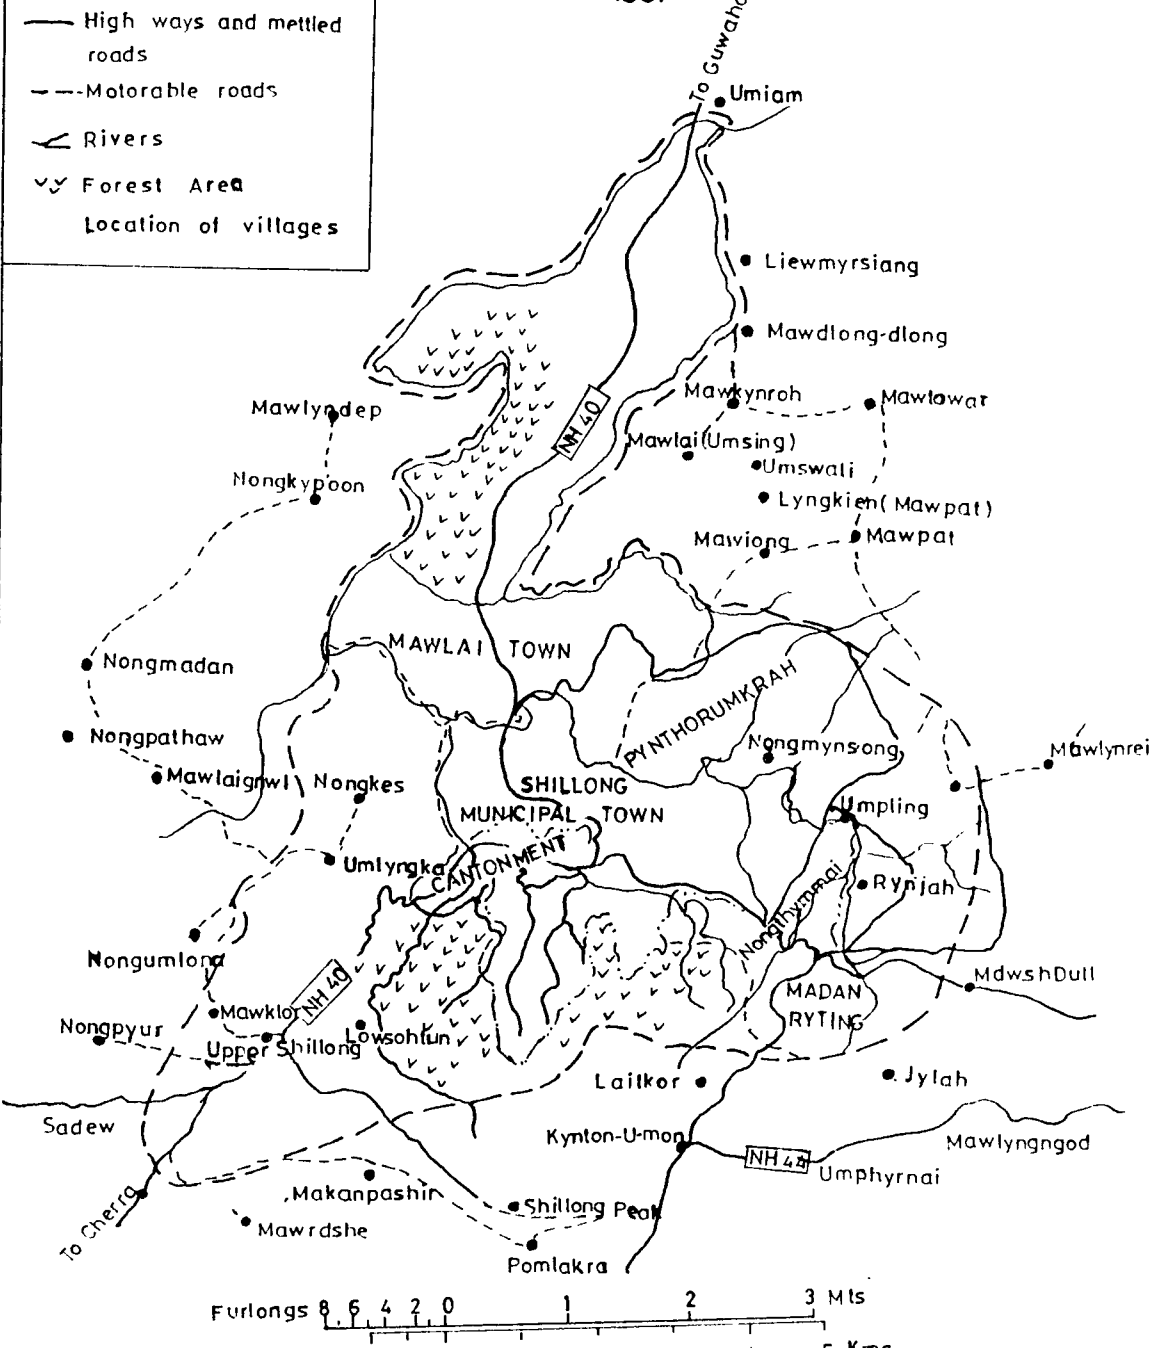 High ways and mettled
roads
Motorable roads
Rivers
Forest Area
Location of villages
To Guwaha
Umiam
Liewmyrsiang
Mawdlong-dlong
Mawkynroh
Mawtowar
Mawlyndep
NH 40
Mawlai(Umsing)
Umswali
Nongkypoon
Lyngkien(Mawpat)
Mawiong
Mawpat
MAWLAI TOWN
Nongmadan
PYNTHORUMKRAH
Nongpathaw
Nongmynsong
Mawlynrei
Mawlaignwl
Nongkes
SHILLONG
MUNICIPAL TOWN
Umpling
Umlyngka
CANTONMENT
Rynjah
Nongthymmai
Nongumlong
NH 40
MdwshDull
MADAN
RYTING
Mawklor
Nongpyur
Upper Shillong
Lowsohtun
Laitkor
Jylah
Sadew
Kynton-U-mon
Mawlyngngod
NH 44
Umphyrnai
Makanpashir
Shillong Peak
To Cherra
Mawrdshe
Pomlakra
Furlongs 8 6 4 2 0 1 2 3 Mls